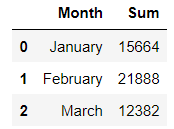 Month Sum
0 January 15664
1 February 21888
2 March 12382